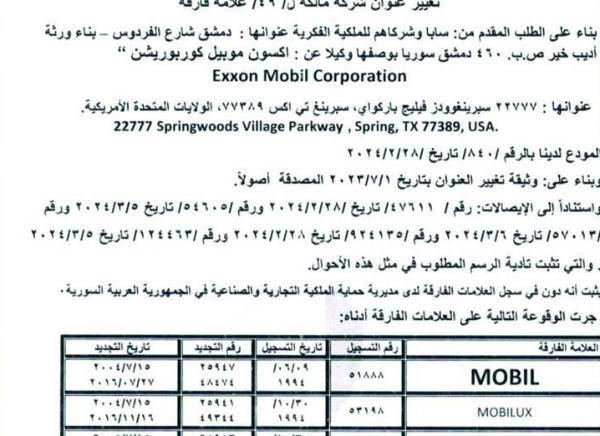 تغيير عنوان شركة مالكة ل/ ٤٩/ علامة فارقة
بناء على الطلب المقدم من: سابا وشركاهم للملكية الفكرية عنوانها : دمشق شارع الفردوس – بناء ورثة
أديب خير ص.ب. ٤٦٠ دمشق سوريا بوصفها وكيلا عن : اكسون موبيل كوربوريشن "
Exxon Mobil Corporation
عنوانها : ٢٢٧٧٧ سبرينغوودز فيليج باركواي، سبرينغ تي اكس ٧٧٣٨٩، الولايات المتحدة الأمريكية.
22777 Springwoods Village Parkway , Spring, TX 77389, USA.
المودع لدينا بالرقم /٨٤٠/ تاريخ ٢٠٢٤/٢/٢٨
وبناء على: وثيقة تغيير العنوان بتاريخ ٢٠٢٣/٧/١ المصدقة أصولاً.
واستناداً إلى الإيصالات: رقم / ٤٧٦١١/ تاريخ ٢٠٢٤/٢/٢٨ ورقم /٥٤٦٠٥/ تاريخ ٢٠٢٤/٣/٥ ورقم
/٥٧٠١٣/ تاريخ ٢٠٢٤/٣/٦ ورقم /٩٢٤١٣٥/ تاريخ ٢٠٢٤/٢/٢٨ ورقم /١٢٤٤٦٣/ تاريخ ٢٠٢٤/٣/٥
. والتي تثبت تأدية الرسم المطلوب في مثل هذه الأحوال.
يثبت أنه دون في سجل العلامات الفارقة لدى مديرية حماية الملكية التجارية والصناعية في الجمهورية العربية السورية.
جرت الوقوعة التالية على العلامات الفارقة أدناه:
العلامة الفارقة رقم التسجيل تاريخ التسجيل رقم التجديد تاريخ التجديد
MOBIL ٥١٨٨٨ /٠٦/٠٩ ٢٥٩٤٧ ٢٠٠٤/٧/١٥
١٩٩٤ ٤٨٤٧٤ ٢٠١٦/٠٧/٢٧
MOBILUX ٥٣١٩٨ /١٠/٣٠ ٢٥٩٤١ ٢٠٠٤/٧/١٥
١٩٩٤ ٤٩٣٤٤ ٢٠١٦/١١/١٦